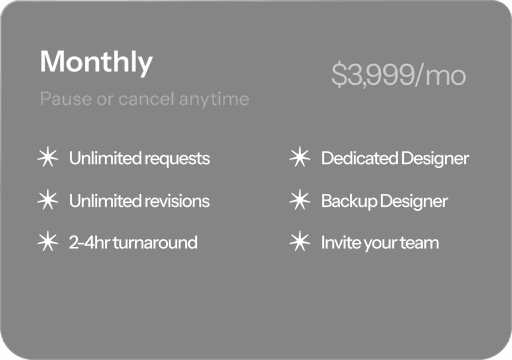 Monthly
$3,999/mo
Pause or cancel anytime
Unlimited requests
Dedicated Designer
Unlimited revisions
Backup Designer
2-4hr turnaround
Invite your team